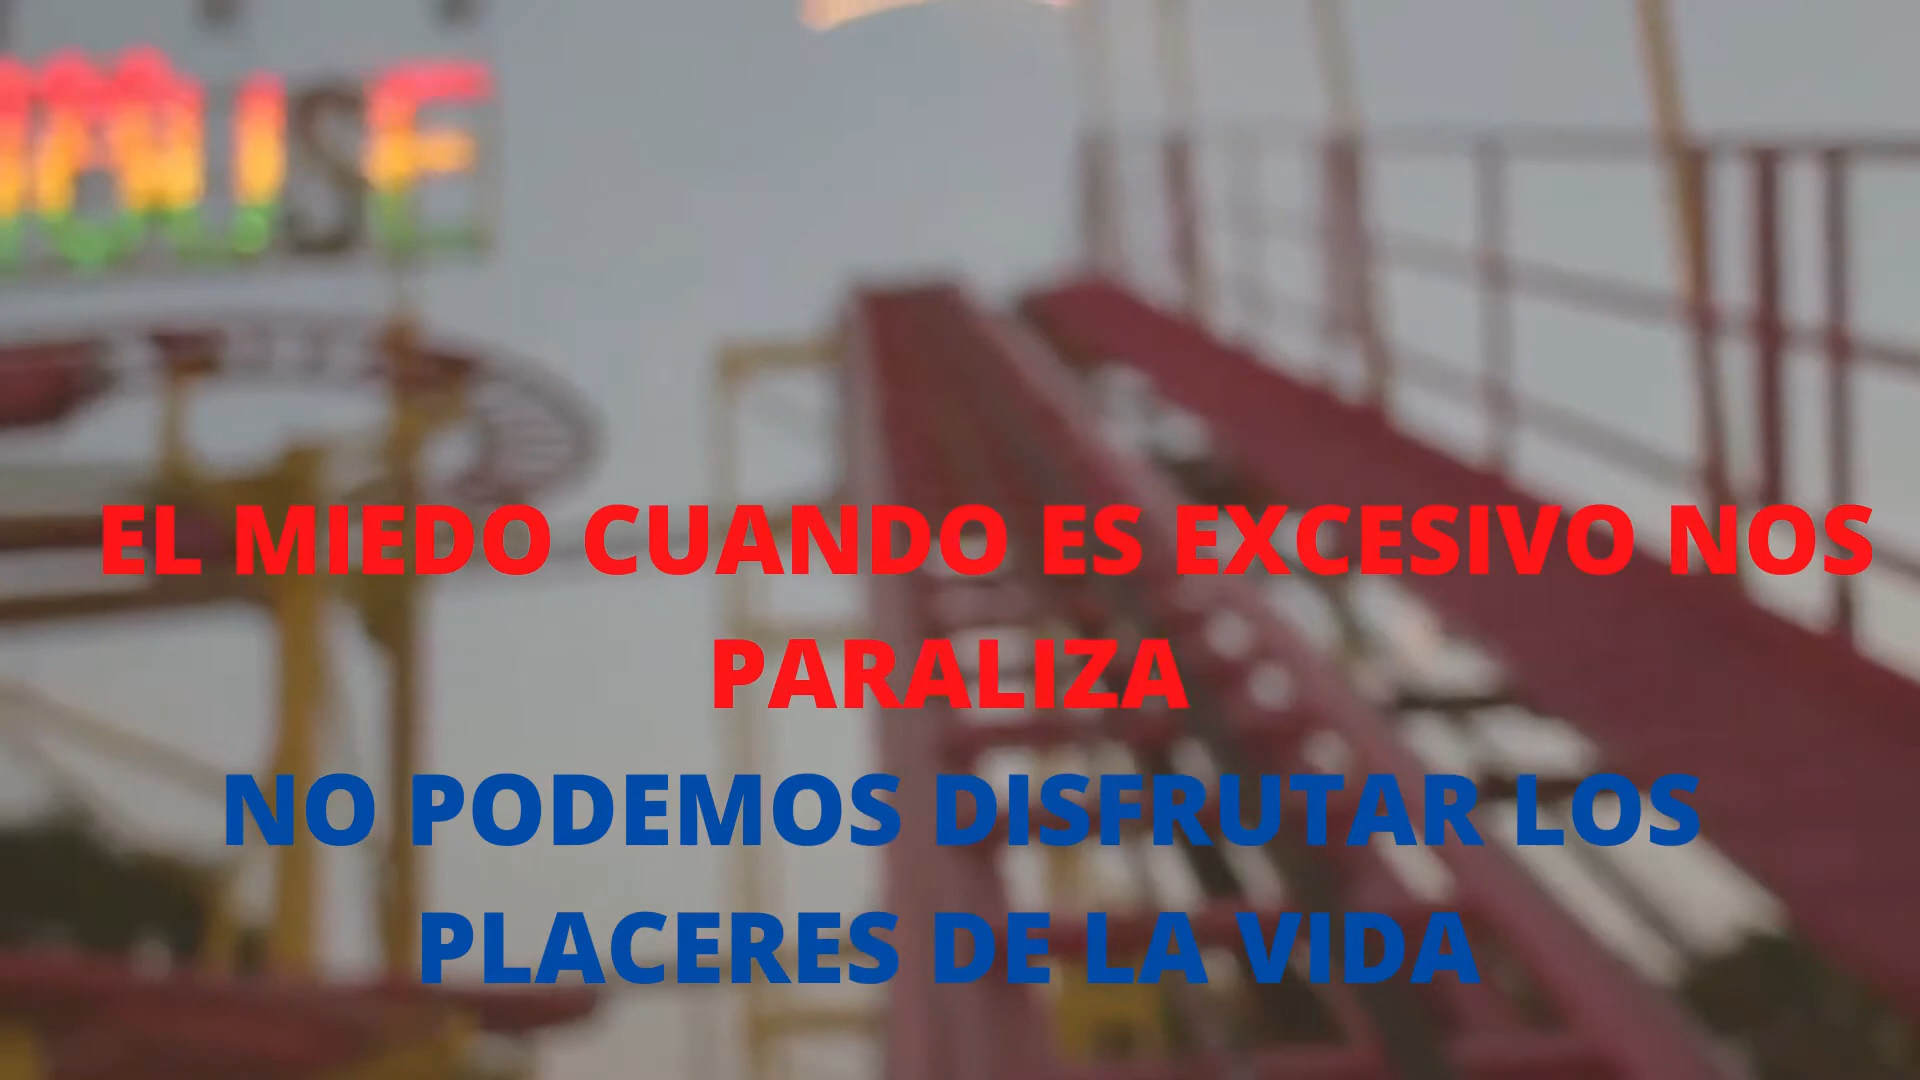 EL MIEDO CUANDO ES EXCESIVO NOS
PARALIZA
NO PODEMOS DISFRUTAR LOS
PLACERES DE LA VIDA